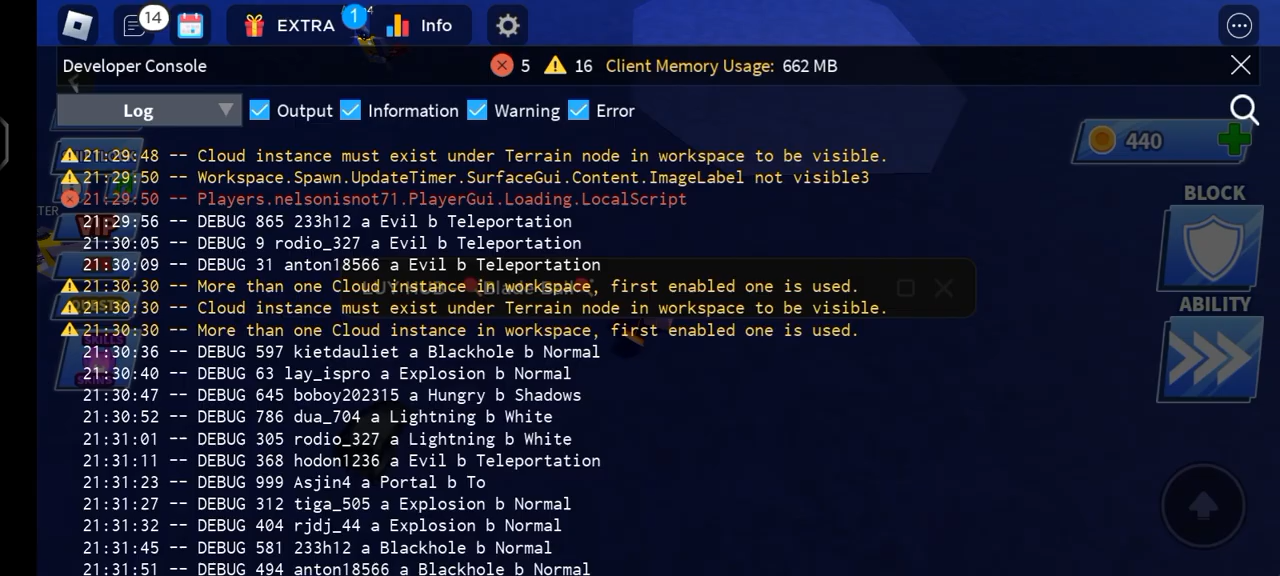 14
EXTRA
1
Info
Developer Console
5
16
Client Memory Usage: 662 MB
Log
Output
Information
Warning
Error
21:29:48 -- Cloud instance must exist under Terrain node in workspace to be visible.
21:29:50 -- Workspace.Spawn.UpdateTimer.SurfaceGui.Content.ImageLabel not visible3
21:29:50 -- Players.nelsonisnot71.PlayerGui.Loading.LocalScript
21:29:56 -- DEBUG 865 233h12 a Evil b Teleportation
21:30:05 -- DEBUG 9 rodio_327 a Evil b Teleportation
21:30:09 -- DEBUG 31 anton18566 a Evil b Teleportation
21:30:30 -- More than one Cloud instance in workspace, first enabled one is used.
21:30:30 -- Cloud instance must exist under Terrain node in workspace to be visible.
21:30:30 -- More than one Cloud instance in workspace, first enabled one is used.
21:30:36 -- DEBUG 597 kietdauliet a Blackhole b Normal
21:30:40 -- DEBUG 63 lay_ispro a Explosion b Normal
21:30:47 -- DEBUG 645 boboy202315 a Hungry b Shadows
21:30:52 -- DEBUG 786 dua_704 a Lightning b White
21:31:01 -- DEBUG 305 rodio_327 a Lightning b White
21:31:11 -- DEBUG 368 hodon1236 a Evil b Teleportation
21:31:23 -- DEBUG 999 Asjin4 a Portal b To
21:31:27 -- DEBUG 312 tiga_505 a Explosion b Normal
21:31:32 -- DEBUG 404 rjdj_44 a Explosion b Normal
21:31:45 -- DEBUG 581 233h12 a Blackhole b Normal
21:31:51 -- DEBUG 494 anton18566 a Blackhole b Normal
440
BLOCK
ABILITY
VIP
SKILLS